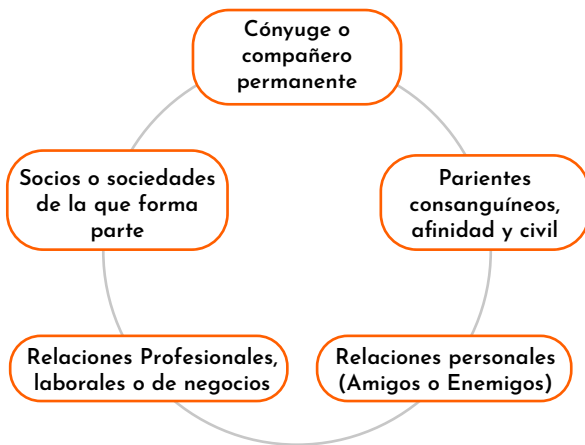 Cónyuge o
compañero
permanente
Socios o sociedades
de la que forma
parte
Parientes
consanguíneos,
afinidad y civil
Relaciones Profesionales,
laborales o de negocios
Relaciones personales
(Amigos o Enemigos)